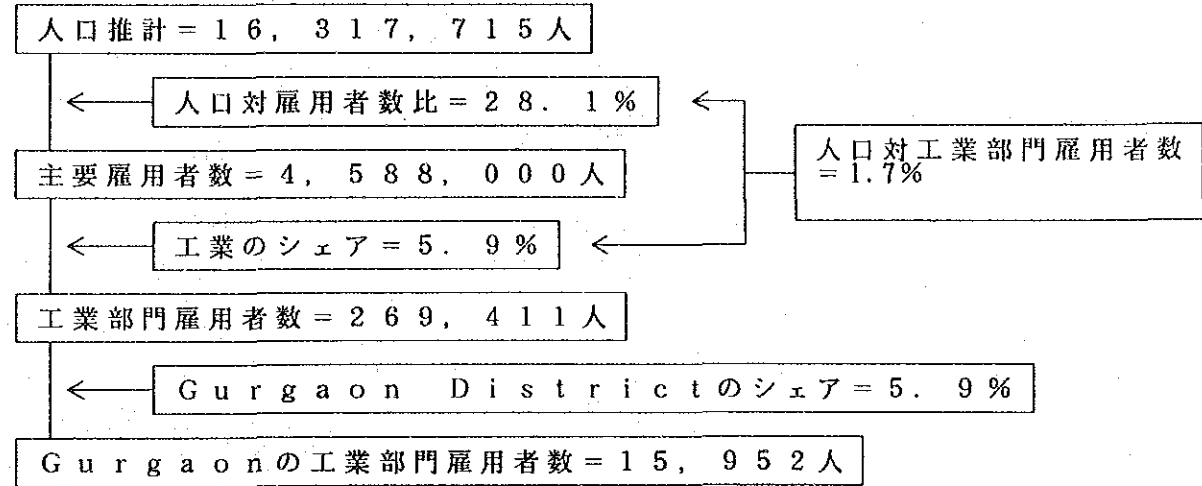 人口推計=16,317,715人
人口対雇用者数比=28.1%
人口対工業部門雇用者数
=1.7%
主要雇用者数=4,588,000人
工業のシェア=5.9%
工業部門雇用者数=269,411人
Gurgaon Districtのシェア=5.9%
Gurgaonの工業部門雇用者数=15,952人